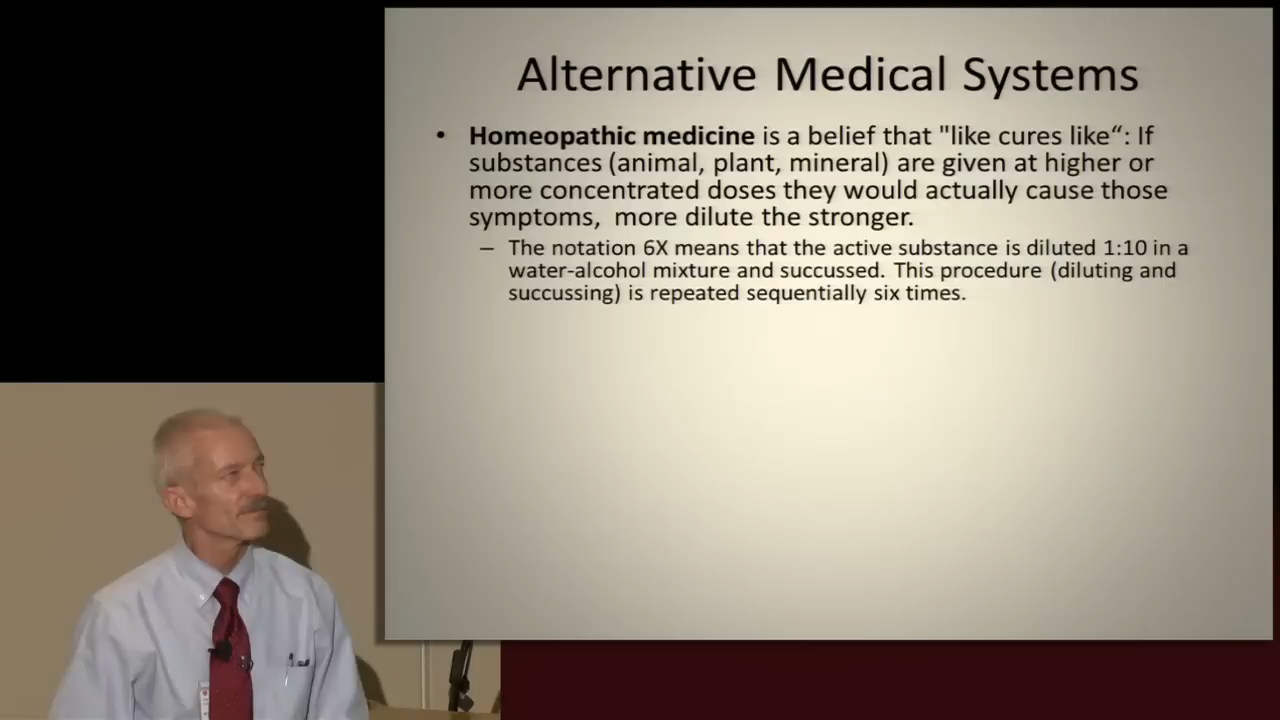 Alternative Medical Systems
• Homeopathic medicine is a belief that "like cures like“: If
substances (animal, plant, mineral) are given at higher or
more concentrated doses they would actually cause those
symptoms, more dilute the stronger.
– The notation 6X means that the active substance is diluted 1:10 in a
water-alcohol mixture and succussed. This procedure (diluting and
succussing) is repeated sequentially six times.